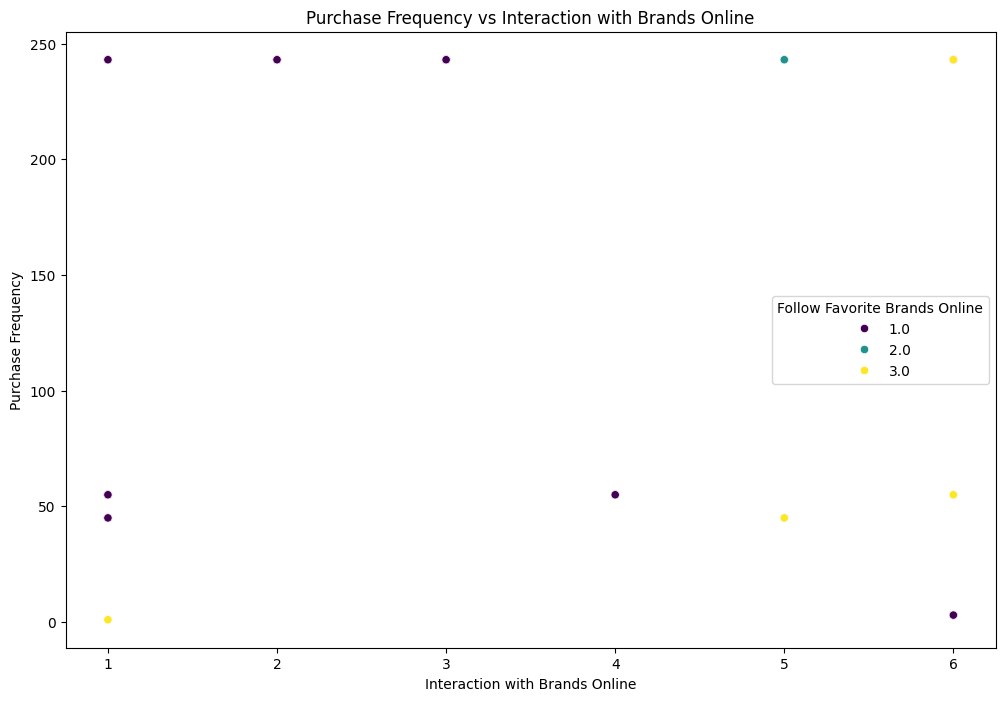 Purchase Frequency vs Interaction with Brands Online
250
200
150
100
50
0
Purchase Frequency
Follow Favorite Brands Online
1.0
2.0
3.0
1 2 3 4 5 6
Interaction with Brands Online